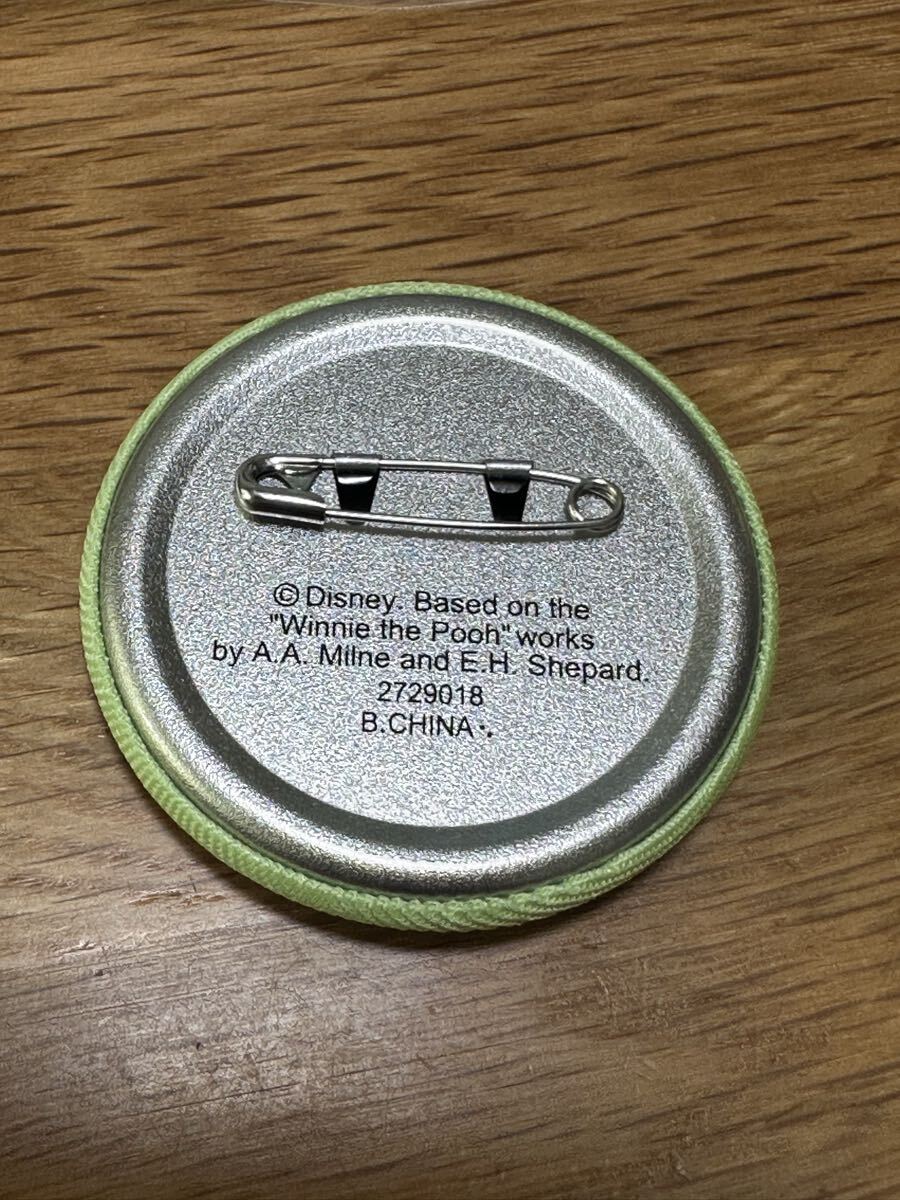 ©Disney. Based on the
"Winnie the Pooh" works
by A.A. Milne and E.H. Shepard.
2729018
B.CHINA